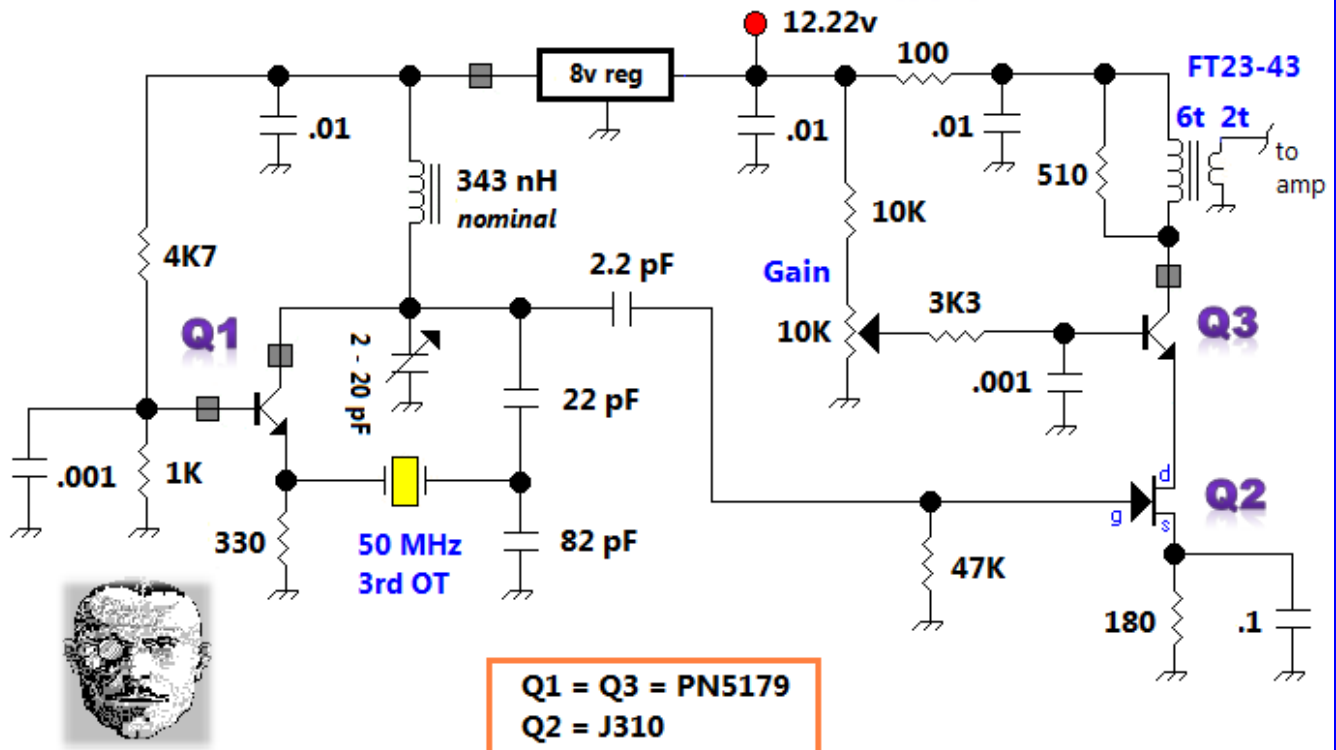 12.22v
100
8v reg
FT23-43
.01
.01
.01
6t 2t
to
amp
343 nH
nominal
510
10K
4K7
2.2 pF
Gain
3K3
10K
Q1
Q3
2 - 20 pF
.001
22 pF
.001
1K
d
Q2
g
s
330
50 MHz
3rd OT
82 pF
47K
180
.1
Q1 = Q3 = PN5179
Q2 = J310